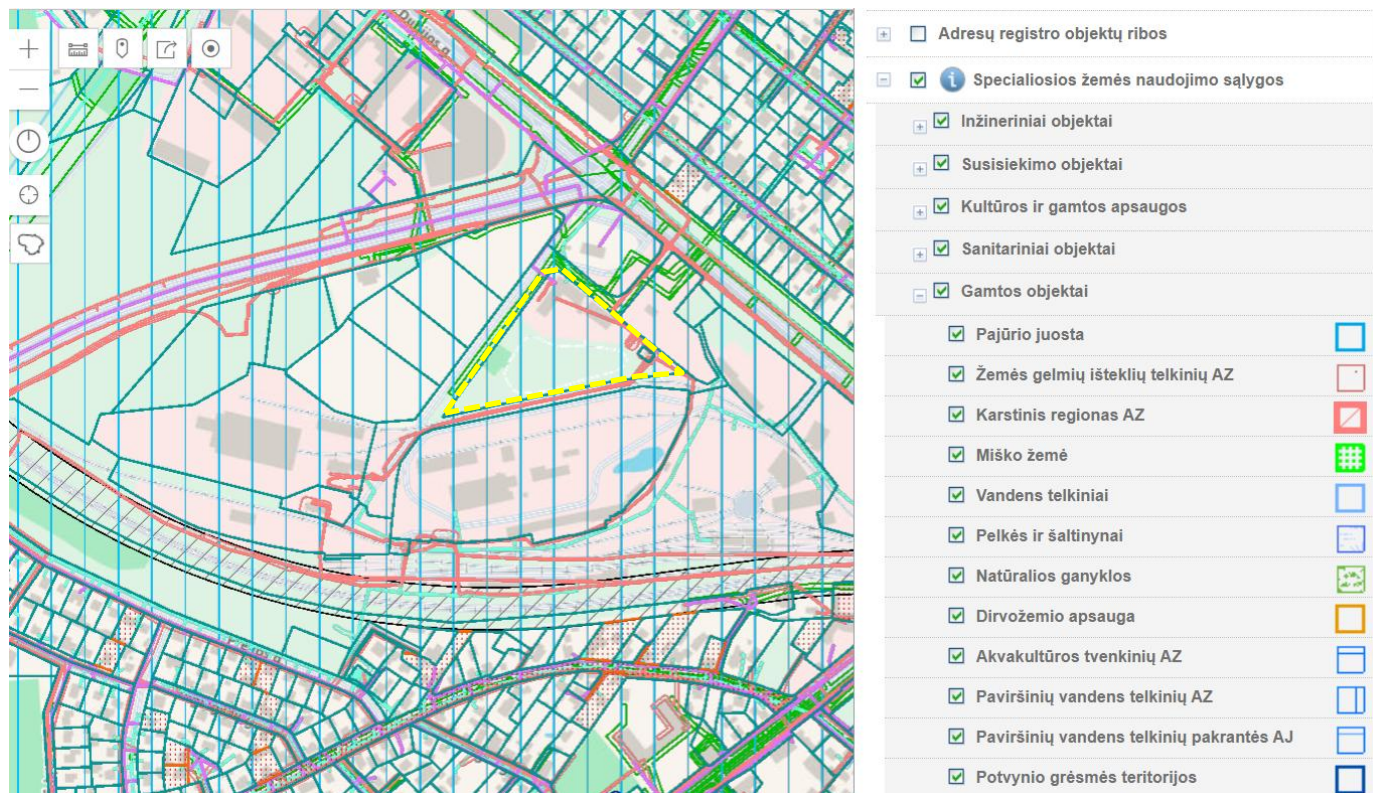 Dubijos g.
Adresų registro objektų ribos
Specialiosios žemės naudojimo sąlygos
Inžineriniai objektai
Susisiekimo objektai
Kultūros ir gamtos apsaugos
Sanitariniai objektai
Gamtos objektai
Pajūrio juosta
Žemės gelmių išteklių telkinių AZ
Karstinis regionas AZ
Miško žemė
Vandens telkiniai
Pelkės ir šaltinynai
Natūralios ganyklos
Dirvožemio apsauga
Akvakultūros tvenkinių AZ
Paviršinių vandens telkinių AZ
Paviršinių vandens telkinių pakrantės AJ
Potvynio grėsmės teritorijos